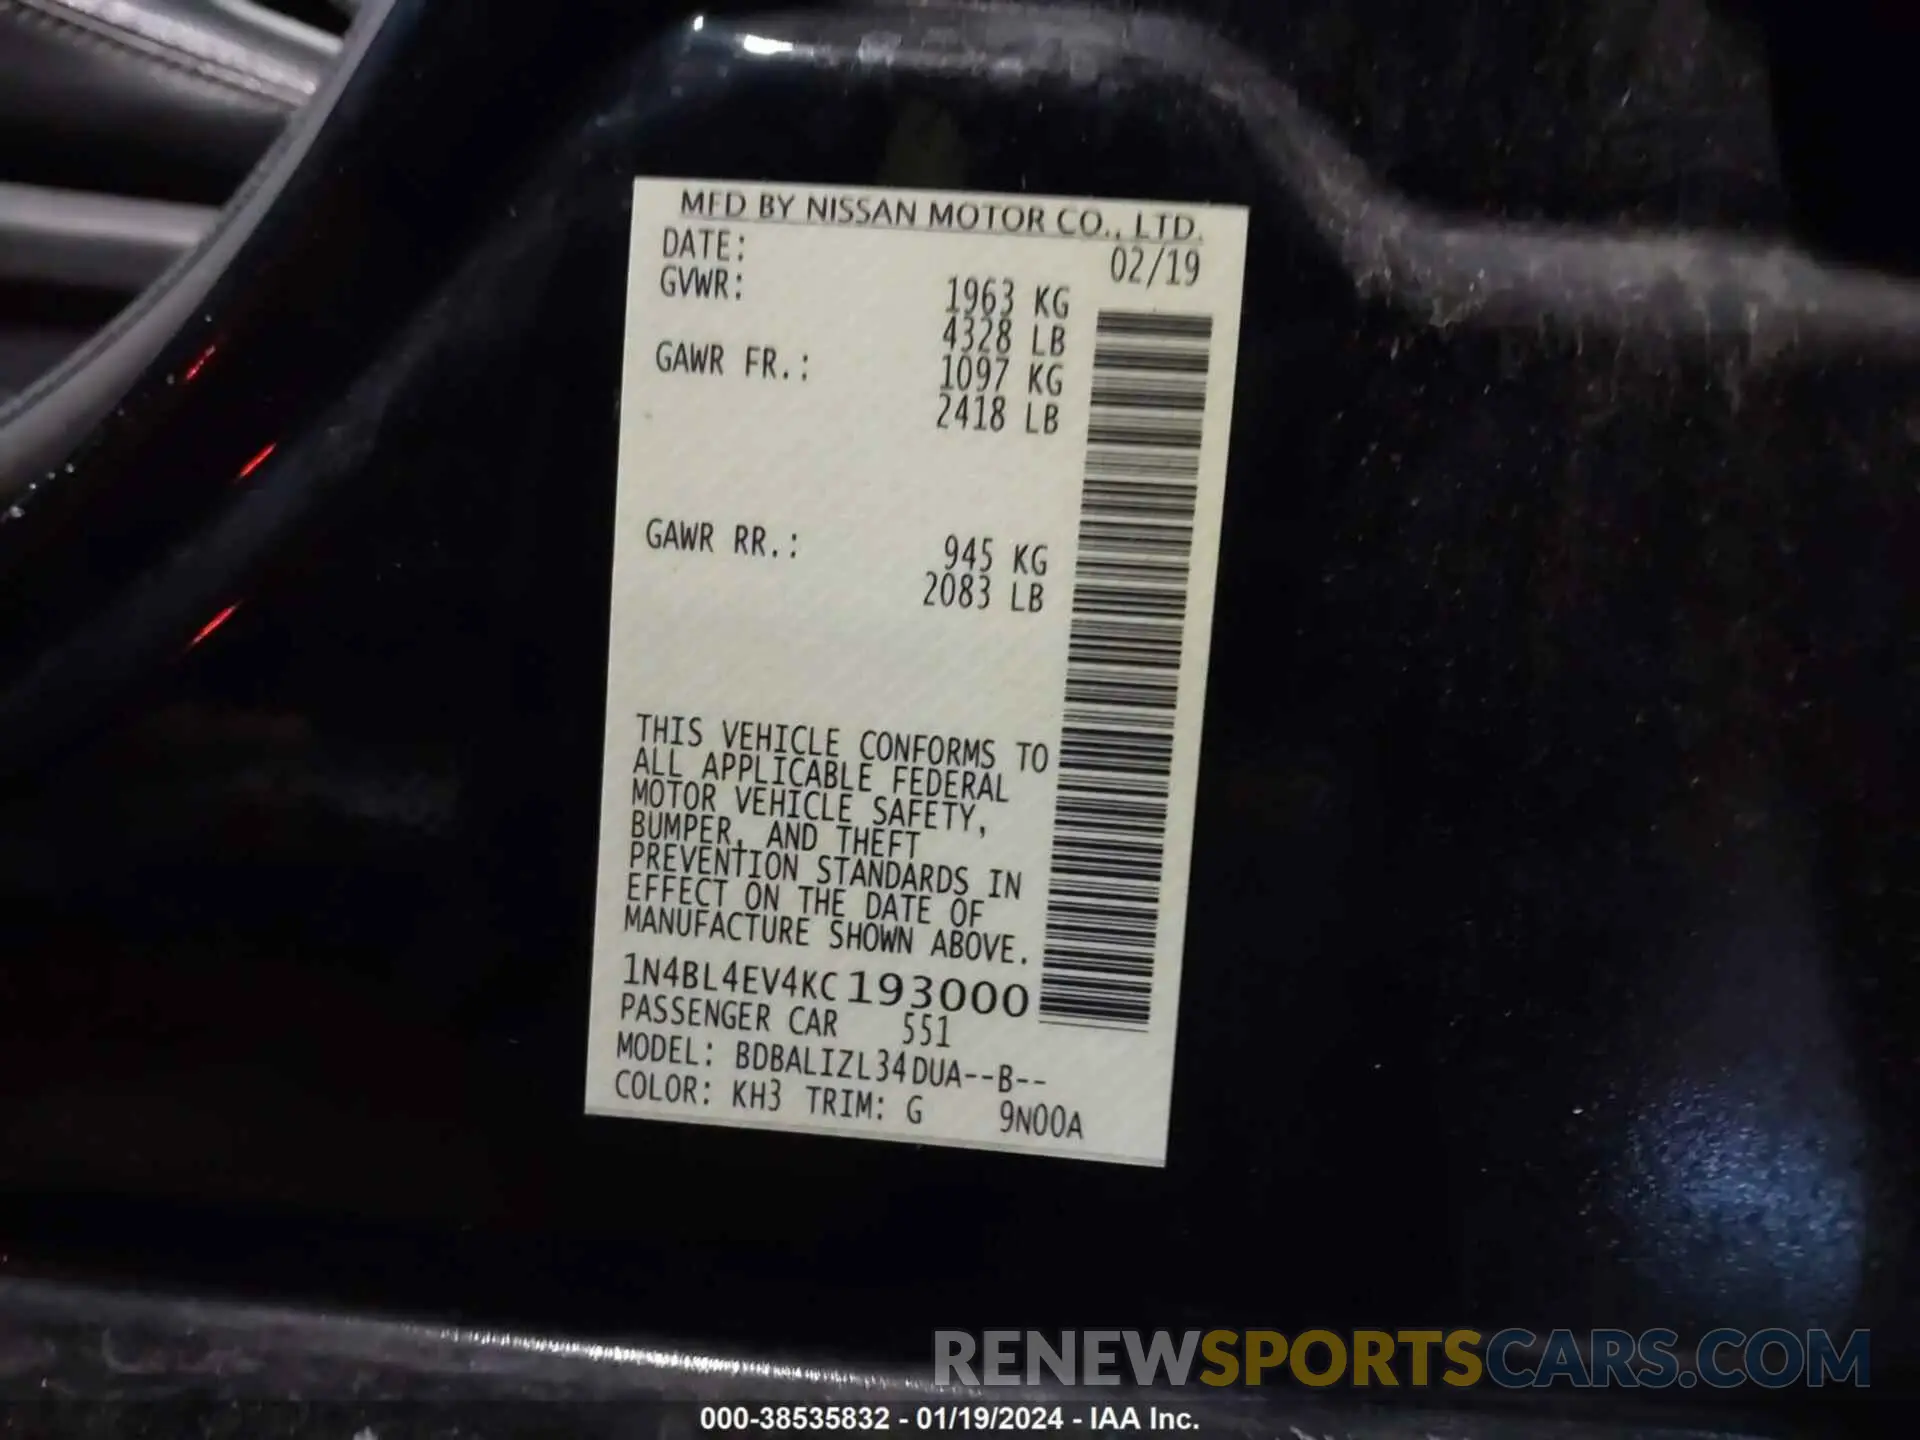 MFD BY NISSAN MOTOR CO., LTD.
DATE: 02/19
GVWR: 1963 KG
4328 LB
GAWR FR.: 1097 KG
2418 LB
GAWR RR.: 945 KG
2083 LB
THIS VEHICLE CONFORMS TO
ALL APPLICABLE FEDERAL
MOTOR VEHICLE SAFETY,
BUMPER, AND THEFT
PREVENTION STANDARDS IN
EFFECT ON THE DATE OF
MANUFACTURE SHOWN ABOVE.
1N4BL4EV4KC193000
PASSENGER CAR 551
MODEL: BDBALIZL34DUA--B--
COLOR: KH3 TRIM: G 9N00A
RENEWSPORTSCARS.COM
000-38535832 - 01/19/2024 - IAA Inc.